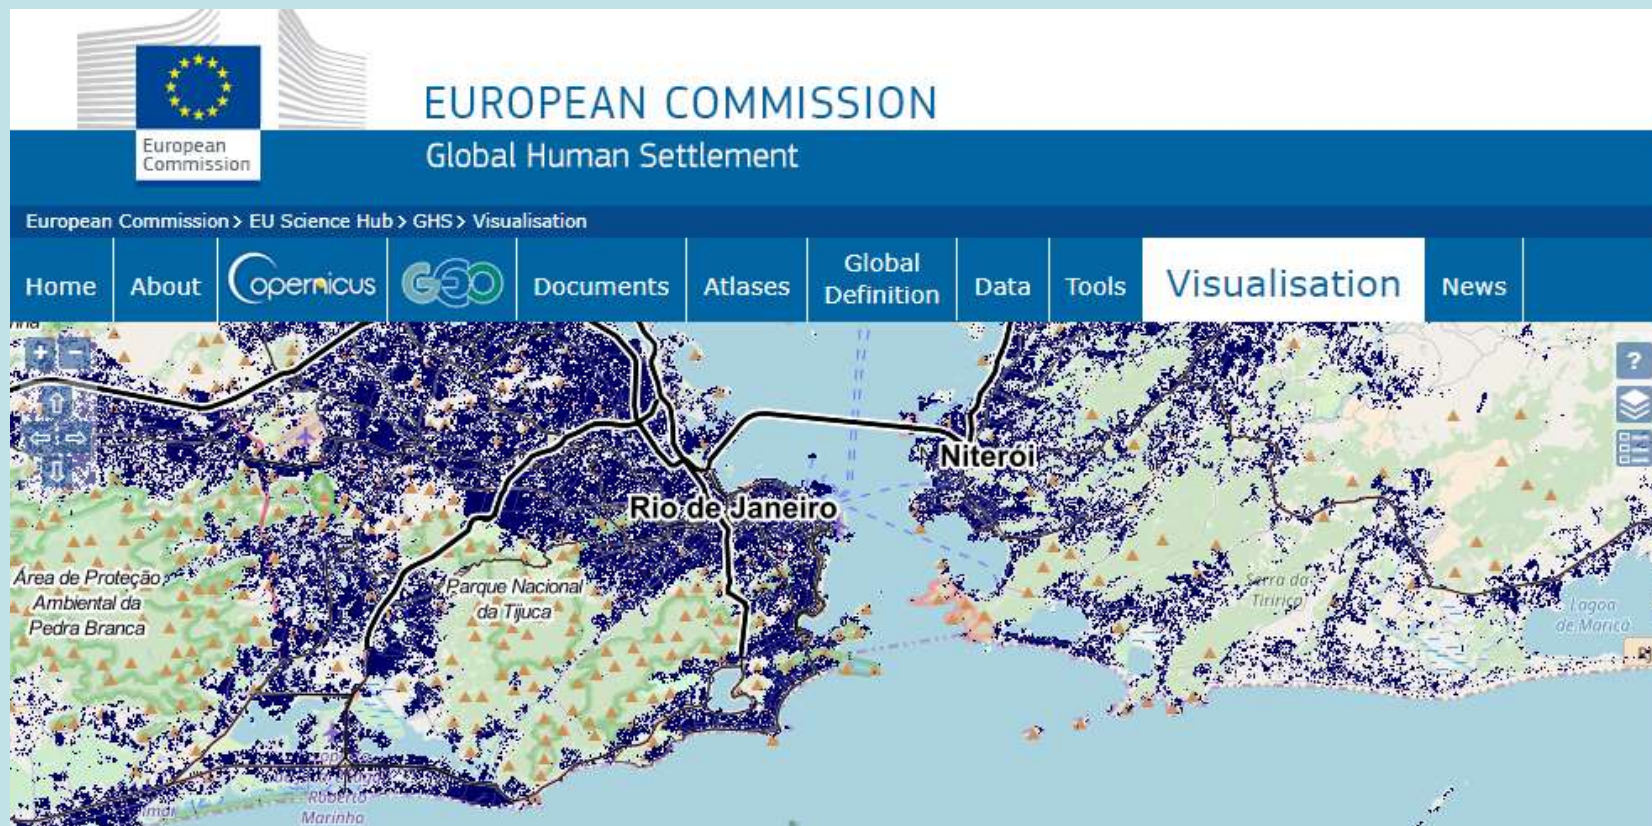 EUROPEAN COMMISSION
European
Commission
Global Human Settlement
European Commission > EU Science Hub > GHS > Visualisation
Home
About
Copernicus
GEO
Documents
Atlases
Global
Definition
Data
Tools
Visualisation
News
+
−
?
Niterói
Rio de Janeiro
Área de Proteção
Ambiental da
Pedra Branca
Parque Nacional
da Tijuca
Serra da
Tiririca
Lagoa
de Maricá
Roberto
Marinho